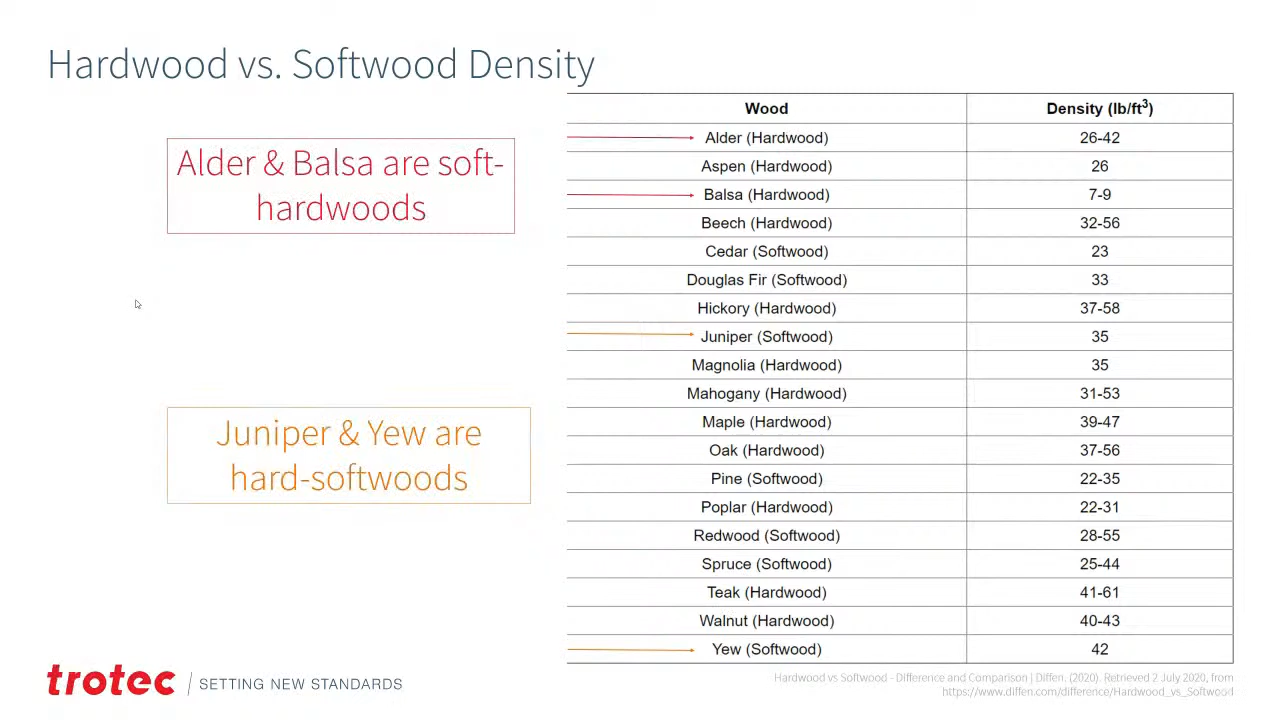 Hardwood vs. Softwood Density
Alder & Balsa are soft-
hardwoods
Juniper & Yew are
hard-softwoods
Wood Density (lb/ft³)
Alder (Hardwood) 26-42
Aspen (Hardwood) 26
Balsa (Hardwood) 7-9
Beech (Hardwood) 32-56
Cedar (Softwood) 23
Douglas Fir (Softwood) 33
Hickory (Hardwood) 37-58
Juniper (Softwood) 35
Magnolia (Hardwood) 35
Mahogany (Hardwood) 31-53
Maple (Hardwood) 39-47
Oak (Hardwood) 37-56
Pine (Softwood) 22-35
Poplar (Hardwood) 22-31
Redwood (Softwood) 28-55
Spruce (Softwood) 25-44
Teak (Hardwood) 41-61
Walnut (Hardwood) 40-43
Yew (Softwood) 42
trotec | SETTING NEW STANDARDS
Hardwood vs Softwood - Difference and Comparison | Diffen. (2020). Retrieved 2 July 2020, from
https://www.diffen.com/difference/Hardwood_vs_Softwood